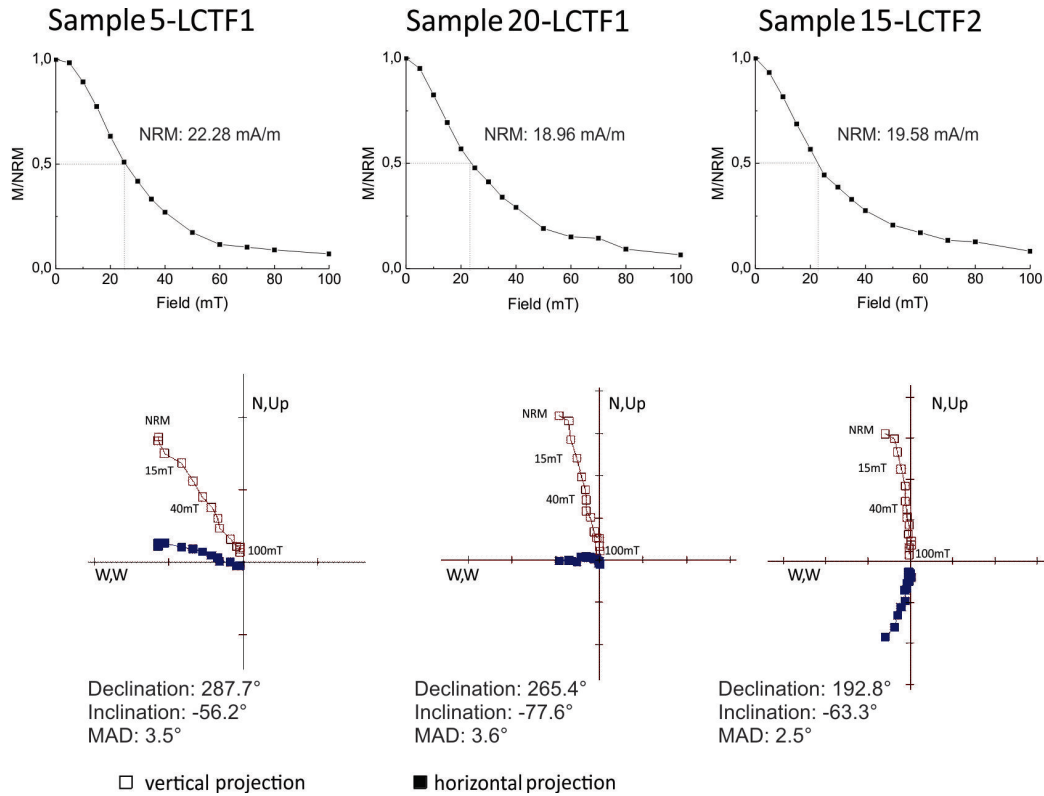 Sample 5-LCTF1
1,0
0,5
0,0
M/NRM
NRM: 22.28 mA/m
0 20 40 60 80 100
Field (mT)
Sample 20-LCTF1
1,0
0,5
0,0
NRM: 18.96 mA/m
0 20 40 60 80 100
Field (mT)
Sample 15-LCTF2
1,0
0,5
0,0
NRM: 19.58 mA/m
0 20 40 60 80 100
Field (mT)
N,Up
NRM
15mT
40mT
100mT
W,W
Declination: 287.7°
Inclination: -56.2°
MAD: 3.5°
N,Up
NRM
15mT
40mT
100mT
W,W
Declination: 265.4°
Inclination: -77.6°
MAD: 3.6°
N,Up
NRM
15mT
40mT
100mT
W,W
Declination: 192.8°
Inclination: -63.3°
MAD: 2.5°
vertical projection
horizontal projection